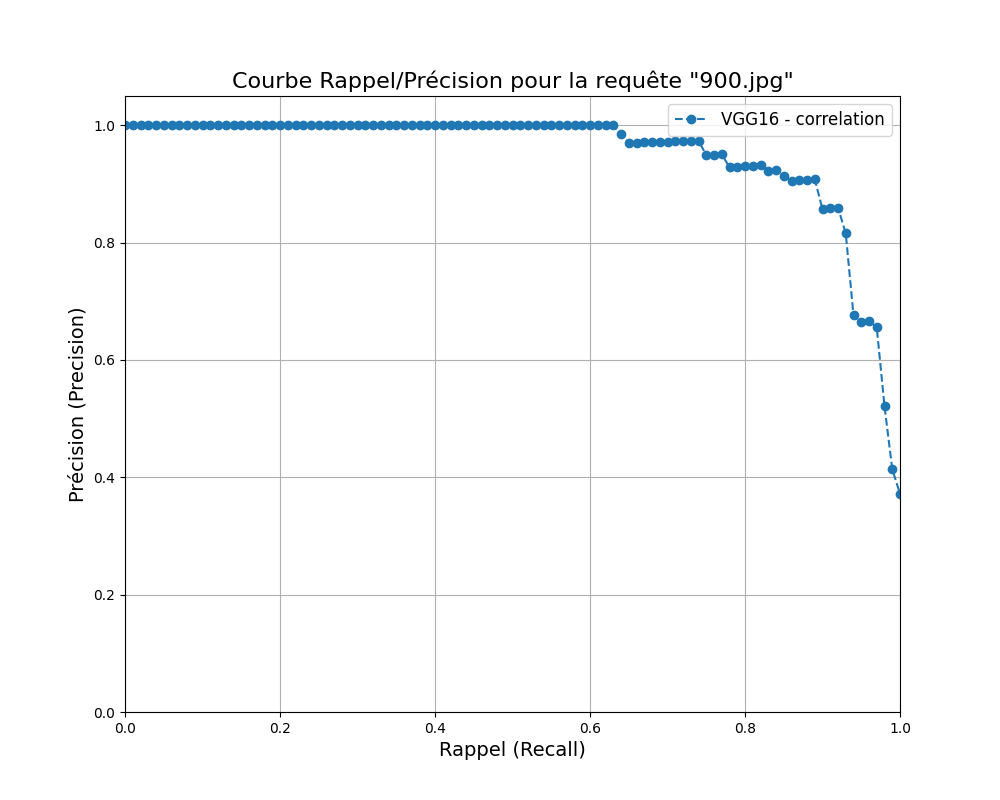 Courbe Rappel/Précision pour la requête "900.jpg"
VGG16 - correlation
1.0
0.8
0.6
0.4
0.2
0.0
Précision (Precision)
0.0 0.2 0.4 0.6 0.8 1.0
Rappel (Recall)